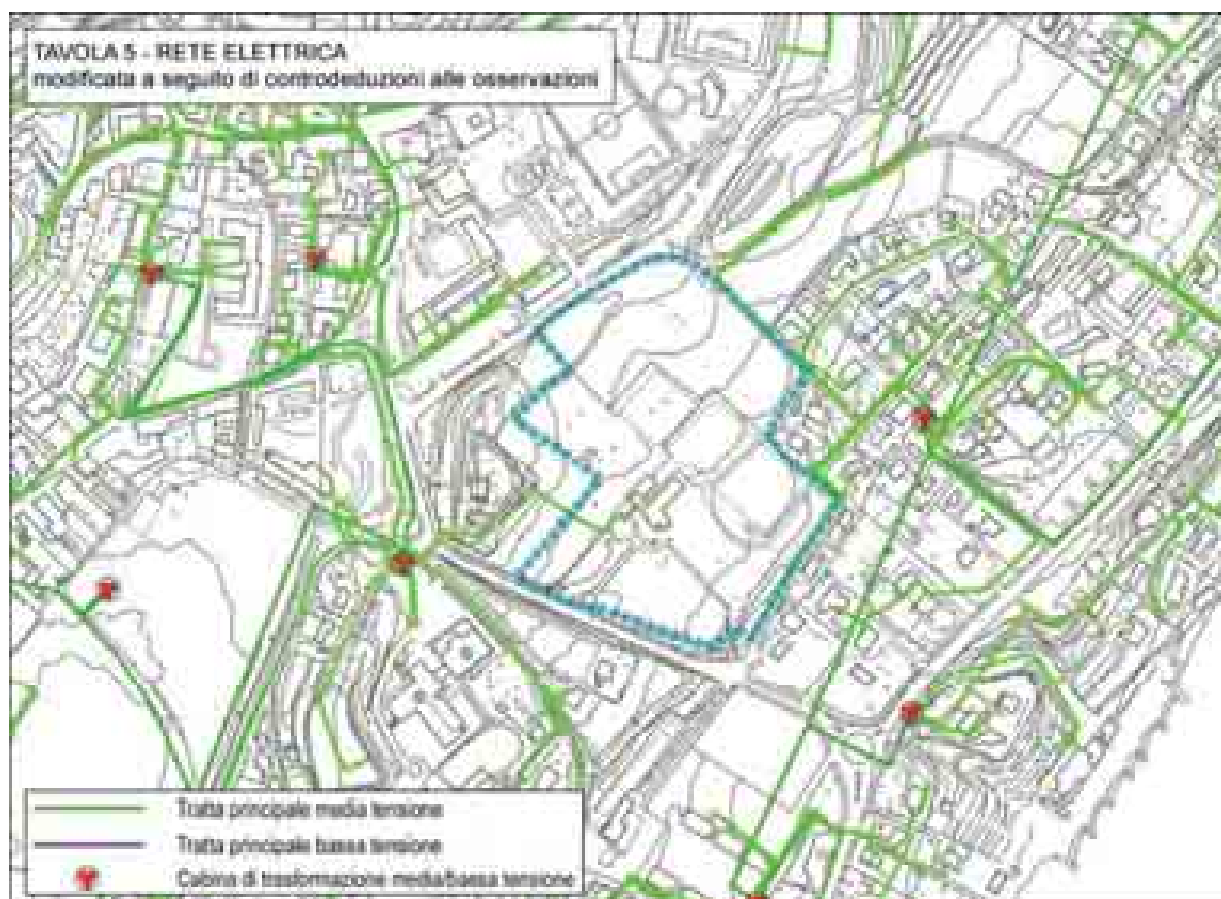 TAVOLA 5 - RETE ELETTRICA
modificata a seguito di controdeduzioni alle osservazioni
Tratta principale media tensione
Tratta principale bassa tensione
Cabina di trasformazione media/bassa tensione